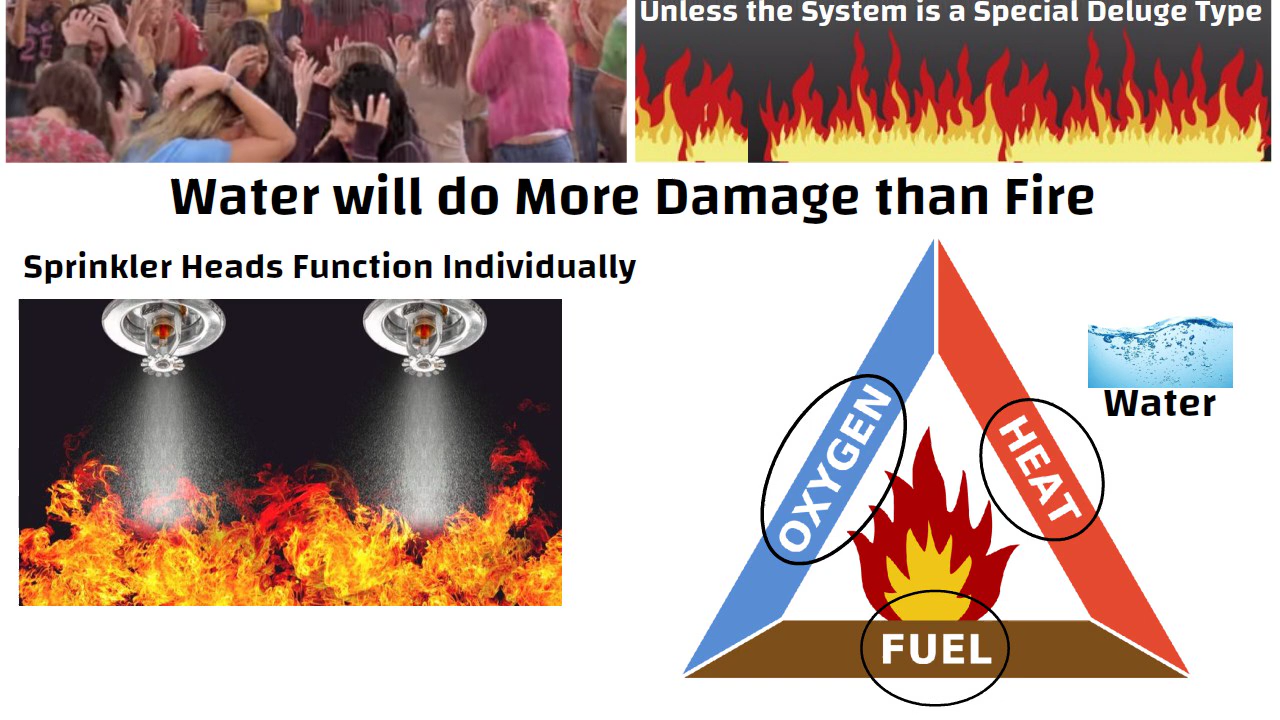 Unless the System is a Special Deluge Type
Water will do More Damage than Fire
Sprinkler Heads Function Individually
OXYGEN
HEAT
Water
FUEL